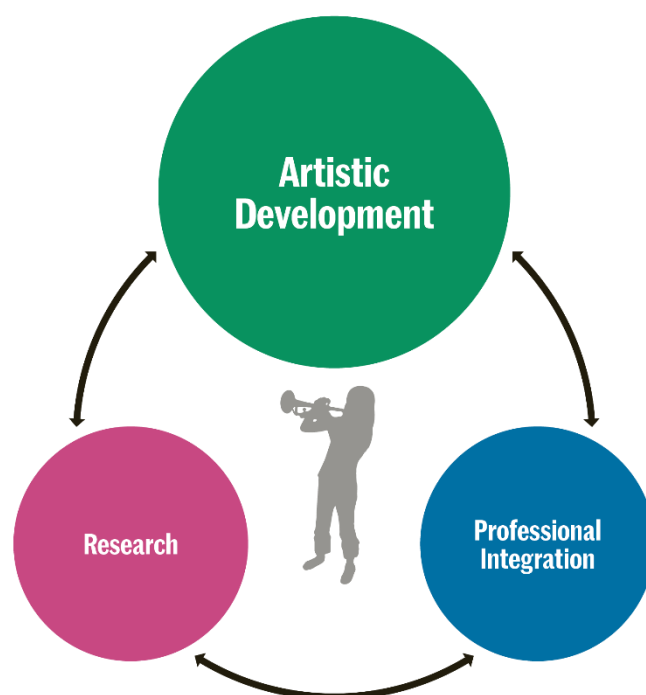 Artistic
Development
Research
Professional
Integration